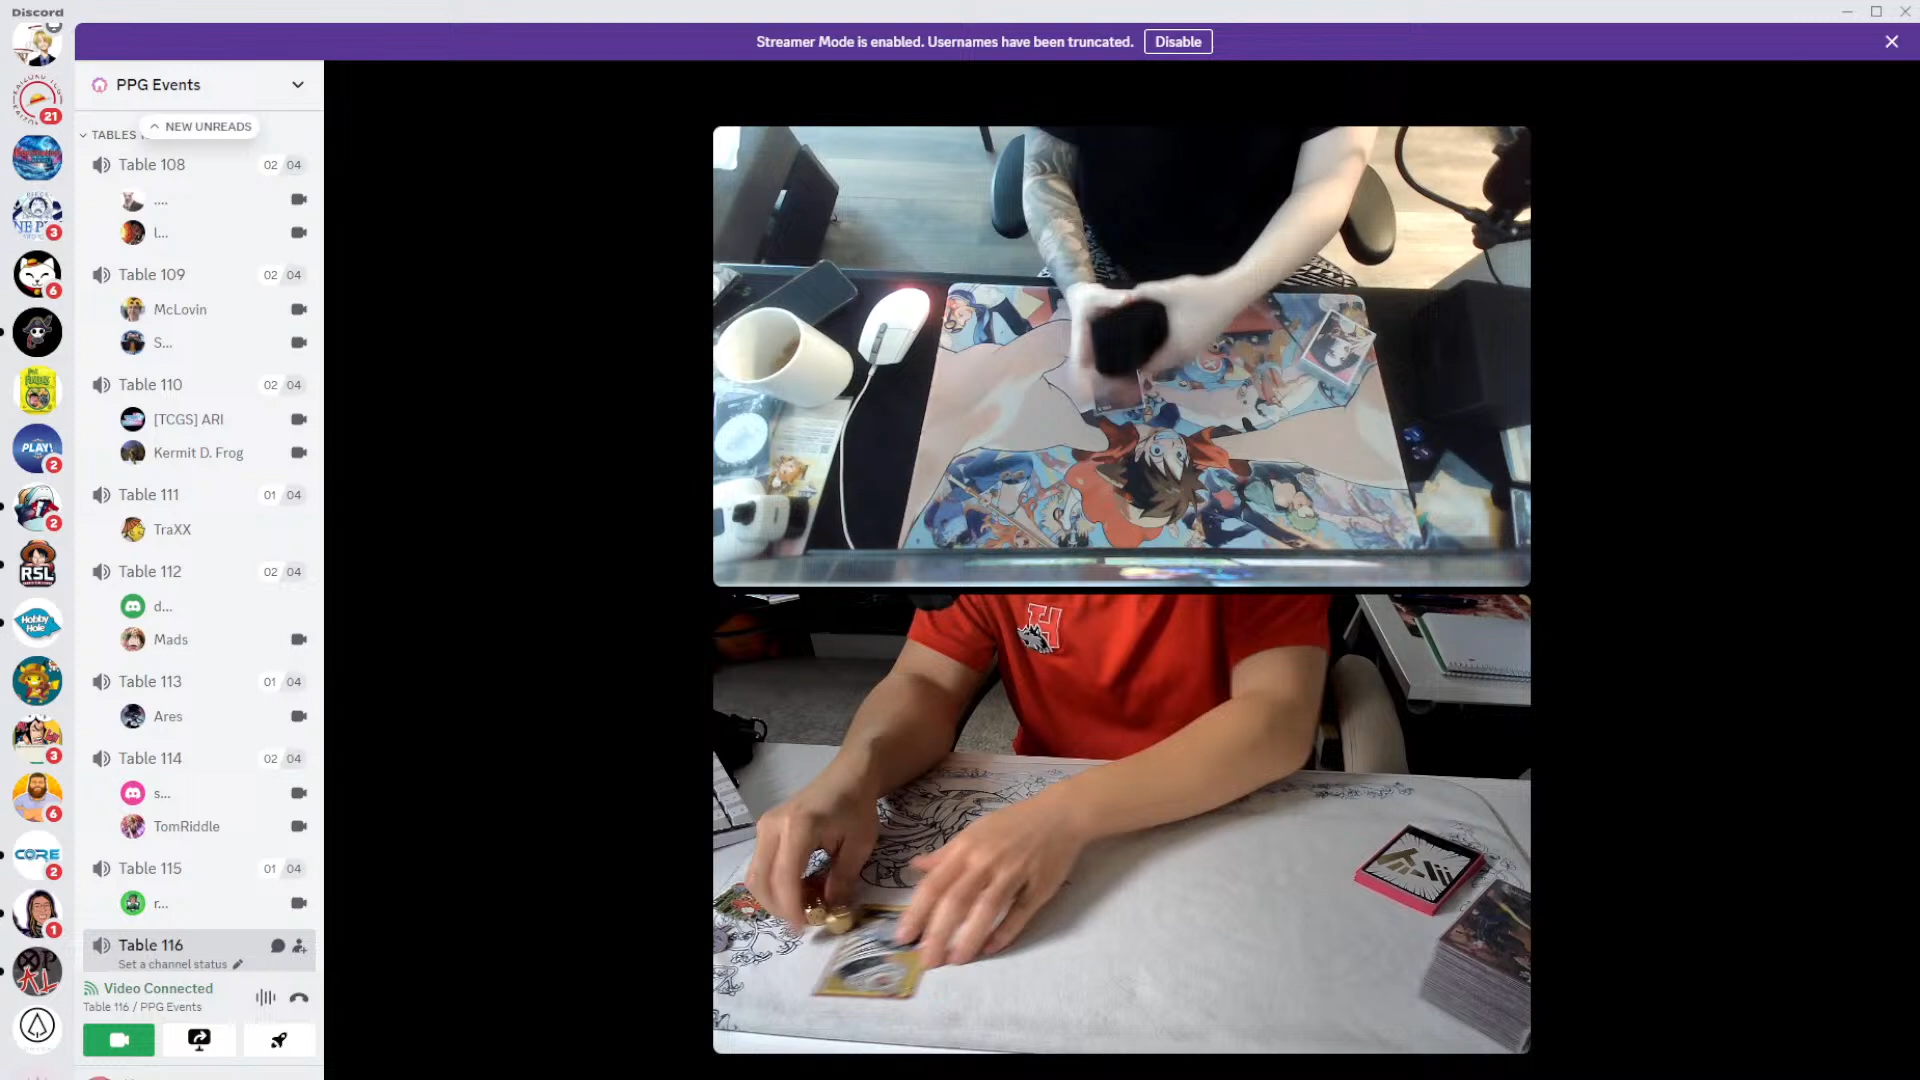 Discord
Streamer Mode is enabled. Usernames have been truncated.
Disable
PPG Events
NEW UNREADS
TABLES
Table 108
02 04
....
l...
Table 109
02 04
McLovin
S...
Table 110
02 04
[TCGS] ARI
Kermit D. Frog
Table 111
01 04
TraXX
Table 112
02 04
d...
Mads
Table 113
01 04
Ares
Table 114
02 04
s...
TomRiddle
Table 115
01 04
r...
Table 116
Set a channel status
Video Connected
Table 116 / PPG Events
21
3
6
PLAY!
2
2
RSL
Hobby
Hole
3
6
CORE
2
1
H